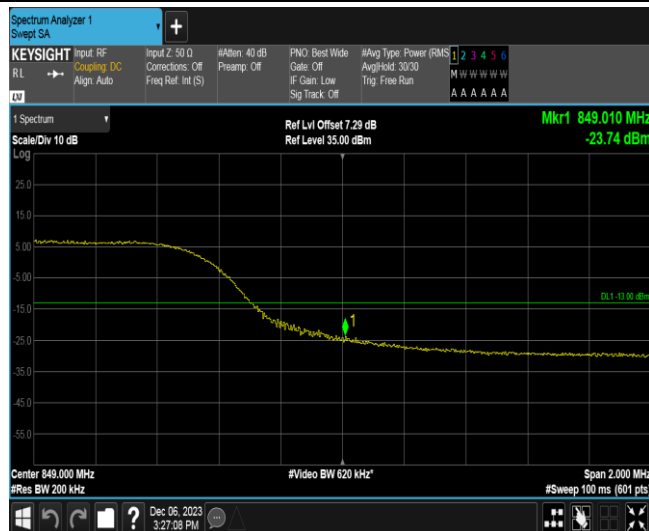 Spectrum Analyzer 1
Swept SA
+
KEYSIGHT
RL
LXI
Input: RF
Coupling: DC
Align: Auto
Input Z: 50 Ω
Corrections: Off
Freq Ref: Int (S)
#Atten: 40 dB
Preamp: Off
PNO: Best Wide
Gate: Off
IF Gain: Low
Sig Track: Off
#Avg Type: Power (RMS
Avg|Hold: 30/30
Trig: Free Run
1 2 3 4 5 6
M W W W W W
A A A A A A
1 Spectrum
Scale/Div 10 dB
Log
Ref Lvl Offset 7.29 dB
Ref Level 35.00 dBm
Mkr1 849.010 MHz
-23.74 dBm
25.0
15.0
5.00
-5.00
DL1 -13.00 dBm
-15.0
1
-25.0
-35.0
-45.0
-55.0
Center 849.000 MHz
#Video BW 620 kHz*
Span 2.000 MHz
#Res BW 200 kHz
#Sweep 100 ms (601 pts)
?
Dec 06, 2023
3:27:08 PM